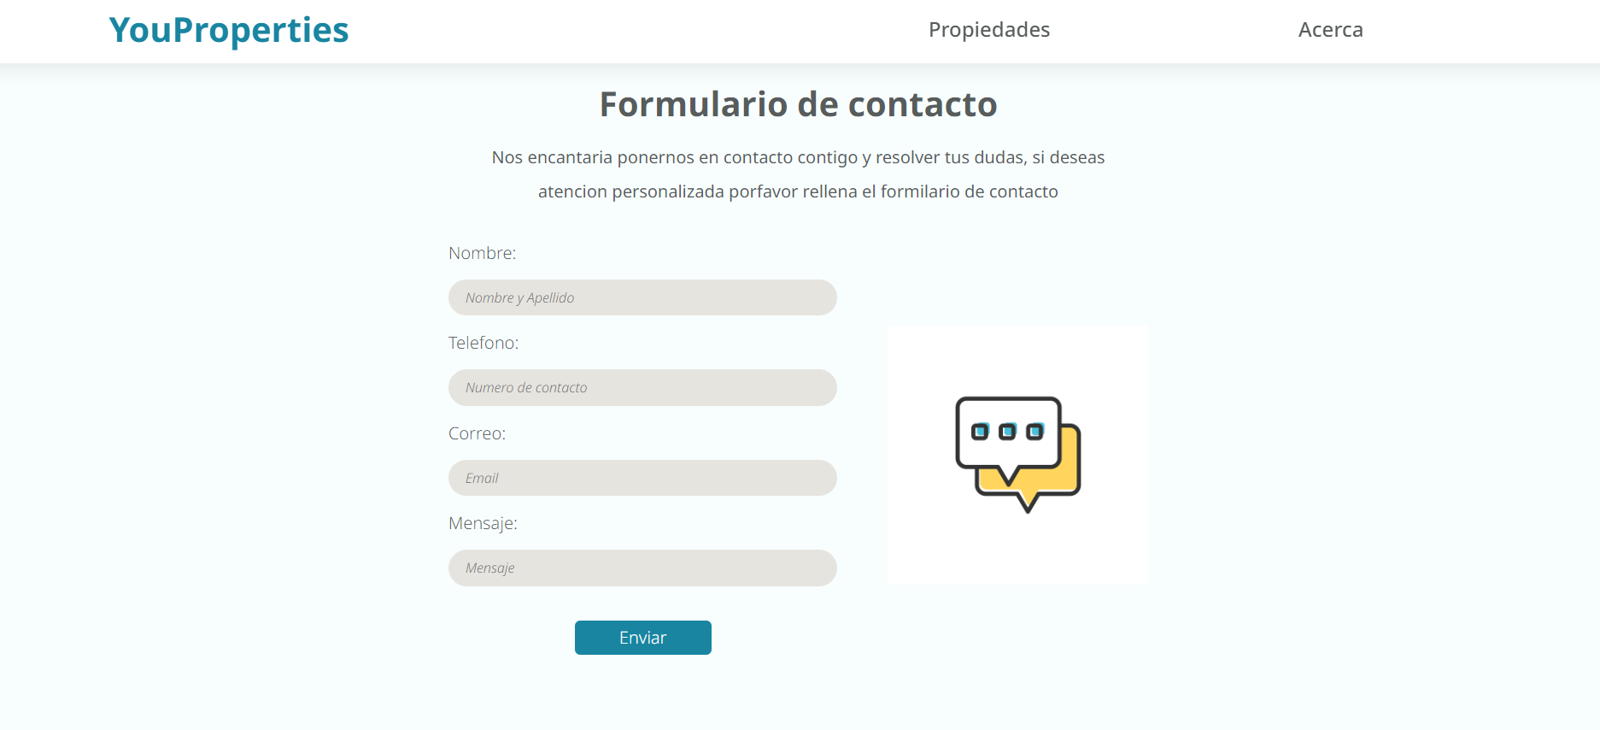 YouProperties
Propiedades
Acerca
Formulario de contacto
Nos encantaria ponernos en contacto contigo y resolver tus dudas, si deseas
atencion personalizada porfavor rellena el formilario de contacto
Nombre:
Nombre y Apellido
Telefono:
Numero de contacto
Correo:
Email
Mensaje:
Mensaje
Enviar